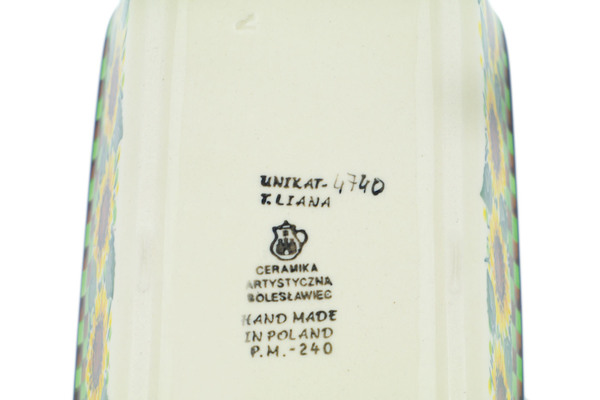 UNIKAT-4740
T.LIANA
CERAMIKA
ARTYSTYCZNA
BOLESŁAWIEC
HAND MADE
IN POLAND
P.M.-240